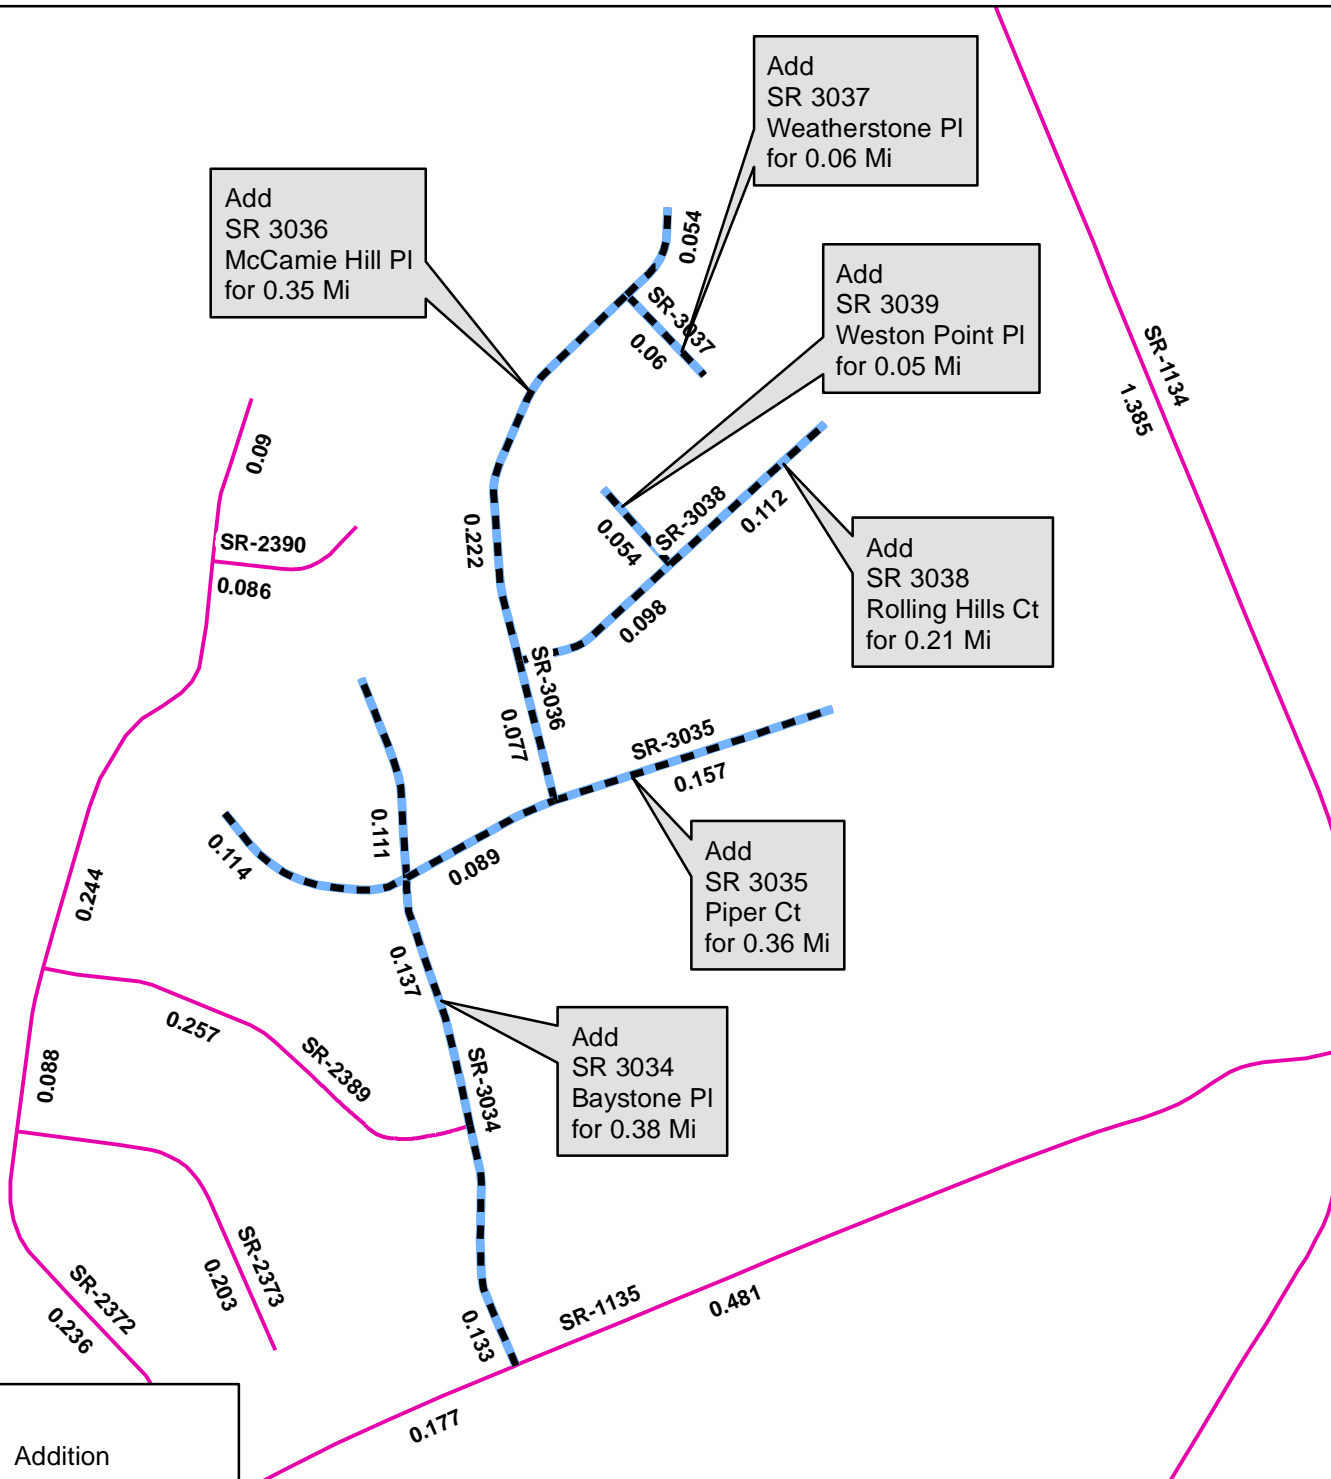 Add
SR 3037
Weatherstone Pl
for 0.06 Mi
Add
SR 3036
McCamie Hill Pl
for 0.35 Mi
0.054
Add
SR 3039
Weston Point Pl
for 0.05 Mi
SR-3037
0.06
SR-1134
1.385
0.09
SR-2390
0.086
0.222
SR-3038
0.112
0.054
0.098
Add
SR 3038
Rolling Hills Ct
for 0.21 Mi
SR-3036
0.077
SR-3035
0.157
0.111
0.114
0.089
Add
SR 3035
Piper Ct
for 0.36 Mi
0.244
0.137
0.257
SR-2389
0.088
SR-3034
Add
SR 3034
Baystone Pl
for 0.38 Mi
SR-2373
0.203
SR-2372
0.236
0.133
SR-1135
0.481
0.177
Addition